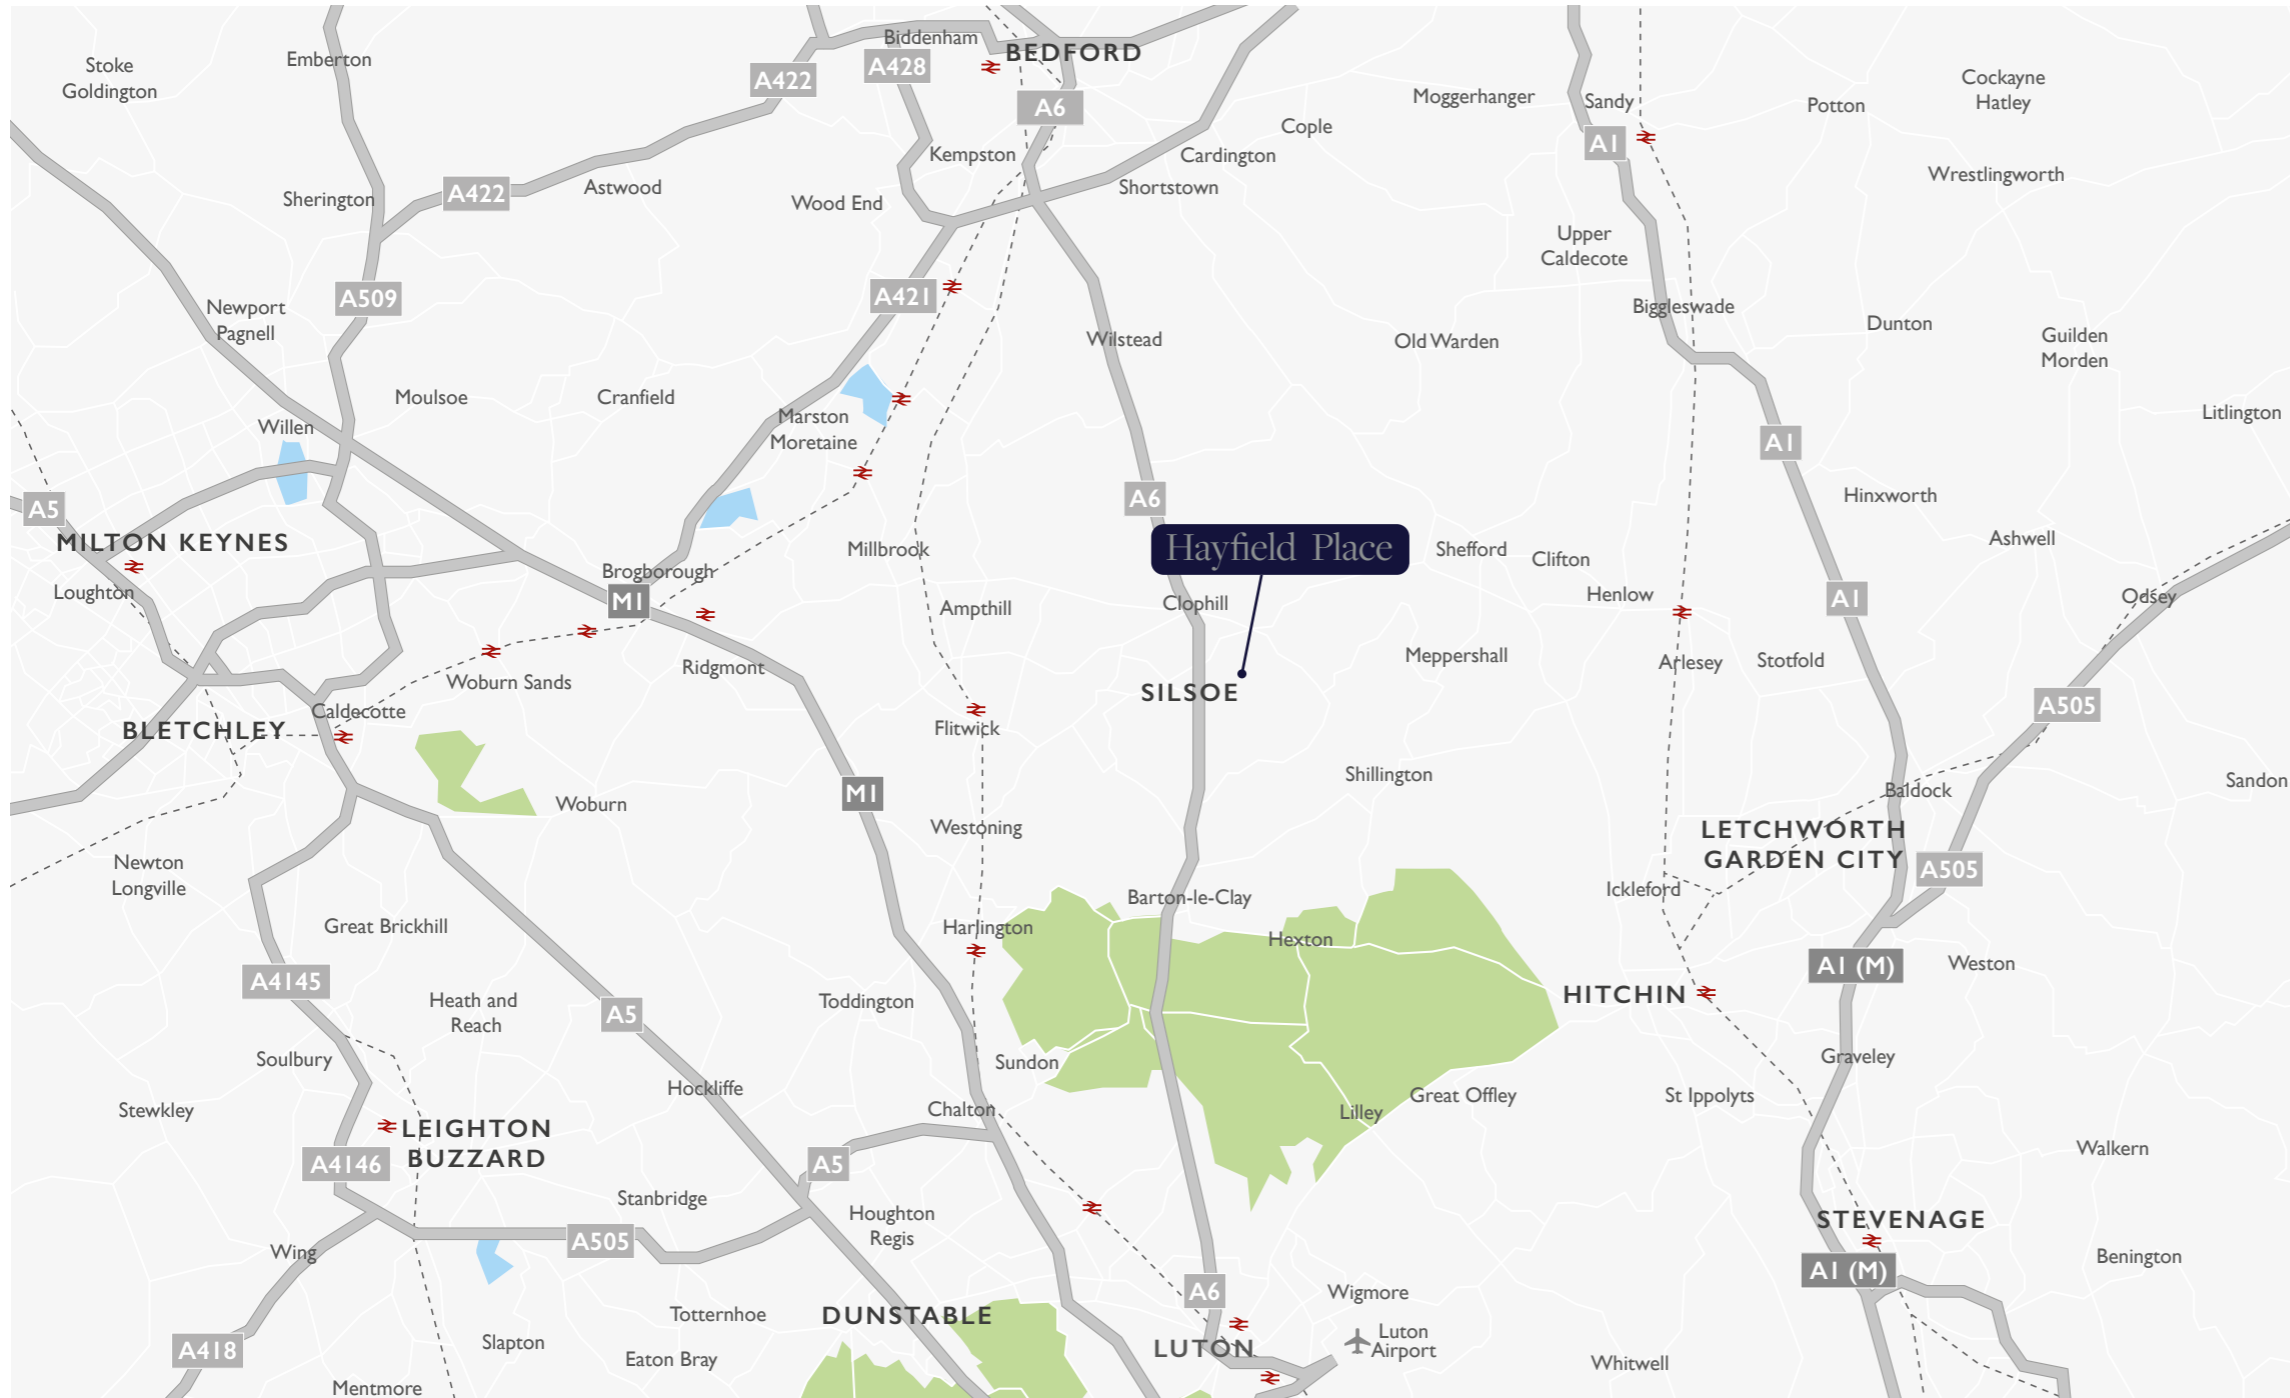 Biddenham
BEDFORD
Emberton
Stoke
Goldington
A422
A428
A6
Moggerhanger
Sandy
Potton
Cockayne
Hatley
Cople
A1
Kempston
Cardington
Wrestlingworth
Sherington
A422
Astwood
Wood End
Shortstown
Upper
Caldecote
A509
A421
Newport
Pagnell
Biggleswade
Dunton
Wilstead
Old Warden
Guilden
Morden
Moulsoe
Cranfield
Marston
Moretaine
Litlington
Willen
A1
A5
A6
Hinxworth
MILTON KEYNES
Millbrook
Hayfield Place
Shefford
Clifton
Ashwell
Loughton
Brogborough
M1
Ampthill
Clophill
Henlow
A1
Odsey
Ridgmont
Meppershall
Arlesey
Stotfold
Woburn Sands
SILSOE
A505
Caldecotte
BLETCHLEY
Flitwick
Shillington
Sandon
M1
Baldock
Woburn
Westoning
LETCHWORTH
GARDEN CITY
A505
Newton
Longville
Ickleford
Barton-le-Clay
Great Brickhill
Harlington
Hexton
A4145
A1 (M)
Weston
Heath and
Reach
Toddington
HITCHIN
A5
Soulbury
Sundon
Graveley
Hockliffe
Stewkley
Chalton
Lilley
Great Offley
St Ippolyts
LEIGHTON
BUZZARD
A4146
A5
Walkern
Stanbridge
Houghton
Regis
STEVENAGE
Wing
A505
A1 (M)
Benington
A6
Wigmore
Totternhoe
DUNSTABLE
Luton
Airport
A418
Slapton
LUTON
Eaton Bray
Whitwell
Mentmore